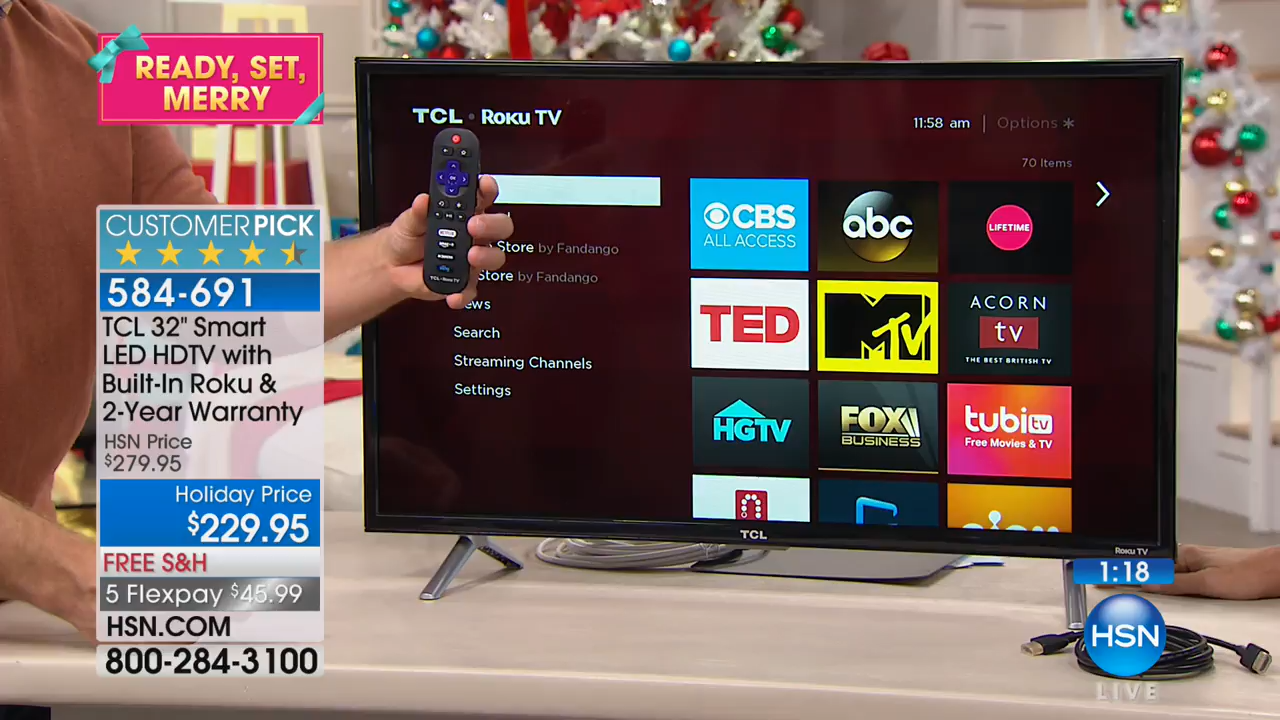 READY, SET,
MERRY
CUSTOMER PICK
584-691
TCL 32" Smart
LED HDTV with
Built-In Roku &
2-Year Warranty
HSN Price
$279.95
Holiday Price
$229.95
FREE S&H
5 Flexpay $45.99
HSN.COM
800-284-3100
TCL • Roku TV
11:58 am | Options *
70 Items
Store by Fandango
Store by Fandango
Search
Streaming Channels
Settings
CBS
ALL ACCESS
abc
LIFETIME
TED
MTV
ACORN
tv
THE BEST BRITISH TV
HGTV
FOX
BUSINESS
tubi tv
Free Movies & TV
TCL
Roku TV
TCL • Roku TV
1:18
HSN
LIVE